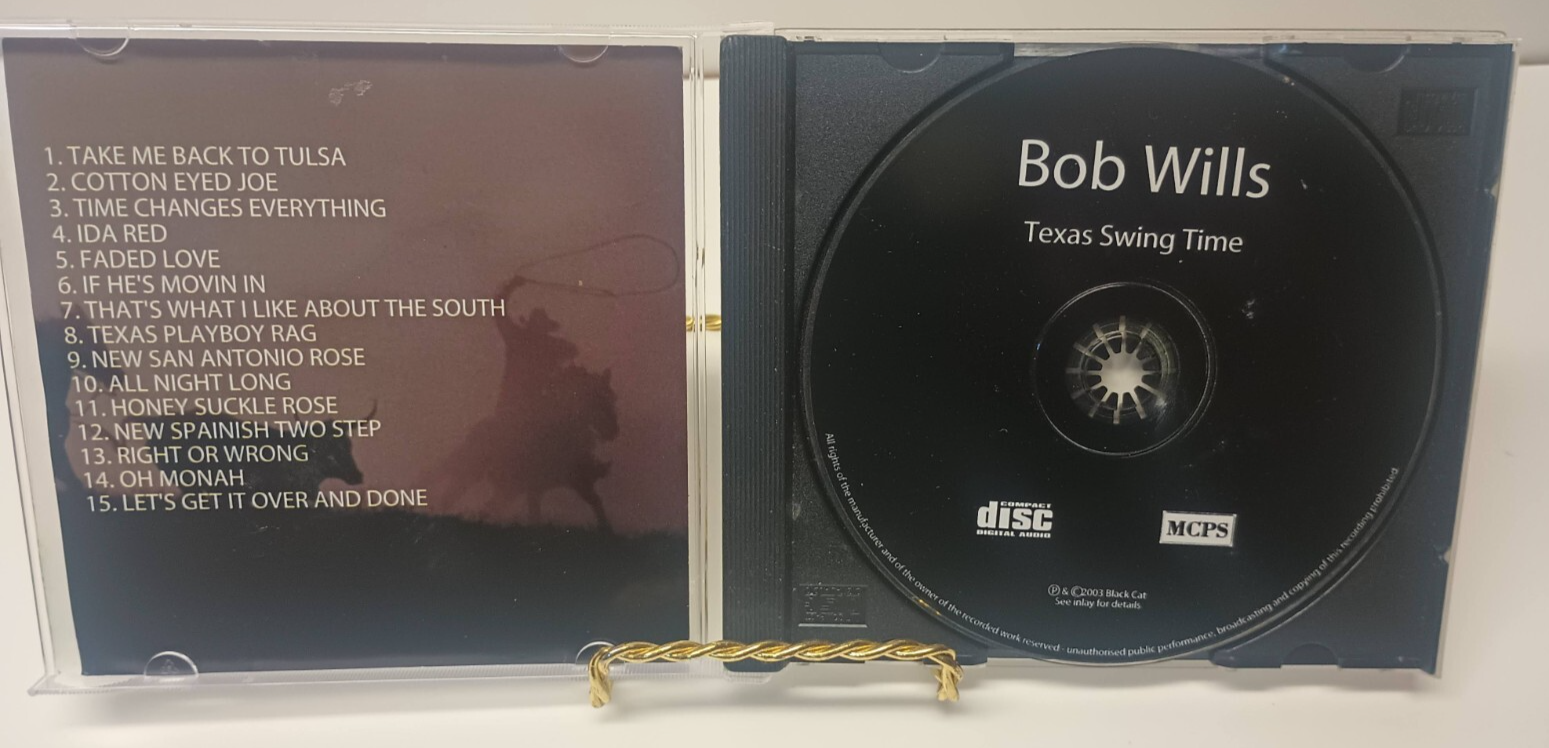 1. TAKE ME BACK TO TULSA
2. COTTON EYED JOE
3. TIME CHANGES EVERYTHING
4. IDA RED
5. FADED LOVE
6. IF HE'S MOVIN IN
7. THAT'S WHAT I LIKE ABOUT THE SOUTH
8. TEXAS PLAYBOY RAG
9. NEW SAN ANTONIO ROSE
10. ALL NIGHT LONG
11. HONEY SUCKLE ROSE
12. NEW SPAINISH TWO STEP
13. RIGHT OR WRONG
14. OH MONAH
15. LET'S GET IT OVER AND DONE
Bob Wills
Texas Swing Time
COMPACT
disc
DIGITAL AUDIO
MCPS
℗ & ©2003 Black Cat
See inlay for details
All rights of the manufacturer and of the owner of the recorded work reserved - unauthorised public performance, broadcasting and copying of this recording prohibited